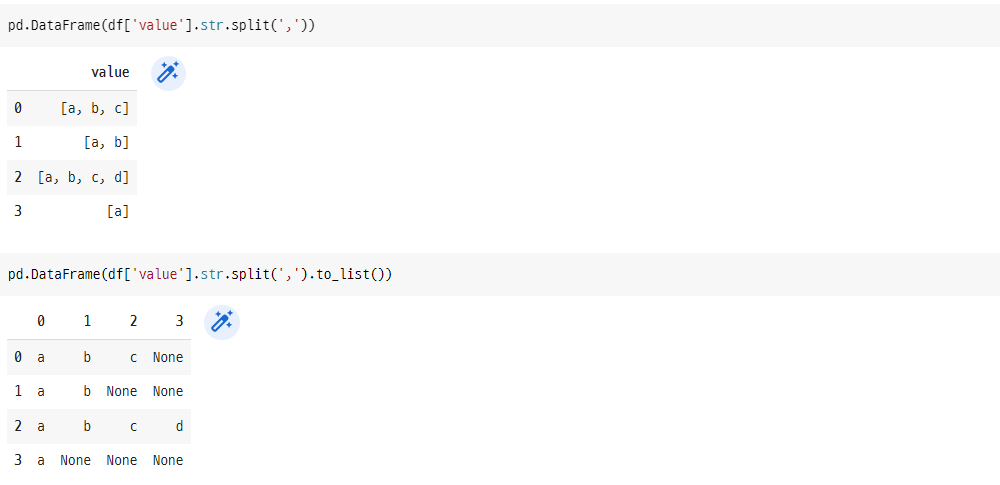 pd.DataFrame(df['value'].str.split(','))
value
0 [a, b, c]
1 [a, b]
2 [a, b, c, d]
3 [a]
pd.DataFrame(df['value'].str.split(',').to_list())
0 1 2 3
0 a b c None
1 a b None None
2 a b c d
3 a None None None